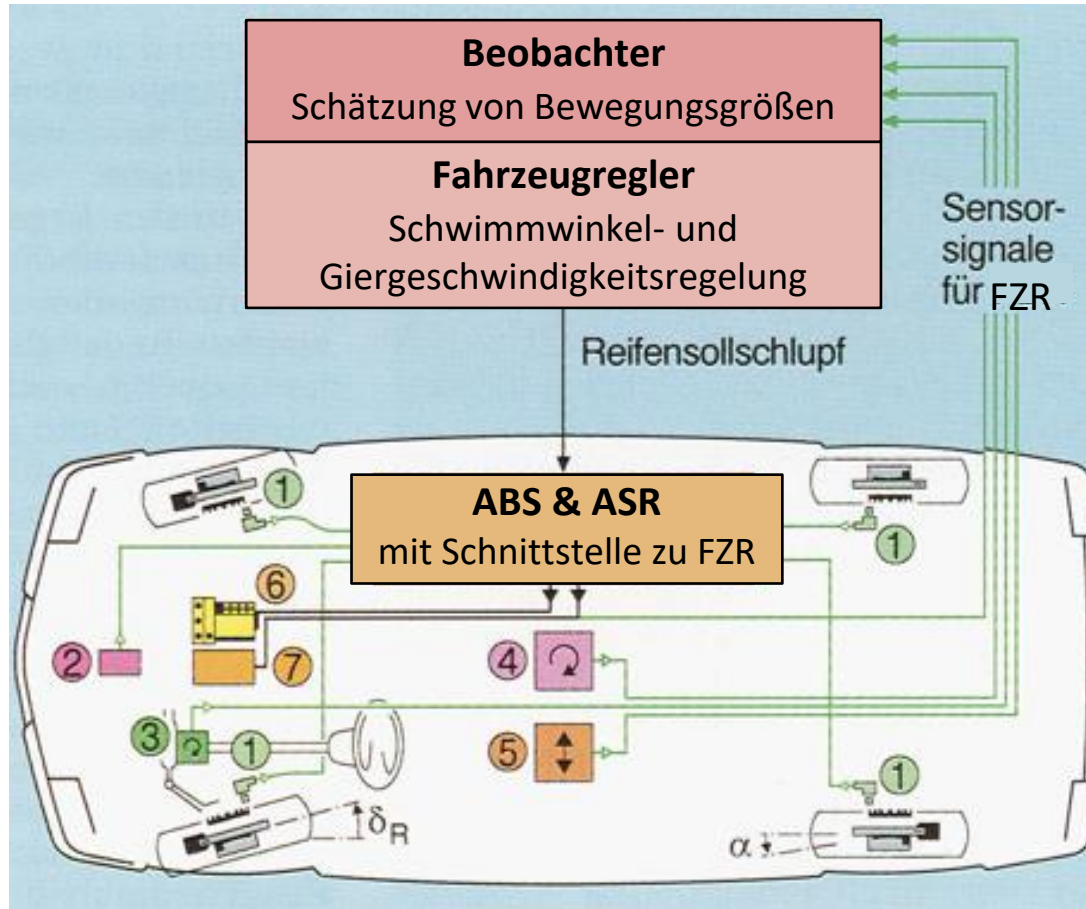 Beobachter
Schätzung von Bewegungsgrößen
Fahrzeugregler
Schwimmwinkel- und
Giergeschwindigkeitsregelung
Sensor-
signale
für FZR
Reifensollschlupf
ABS & ASR
mit Schnittstelle zu FZR
1
1
6
2
7
4
3
1
5
1
δR
α